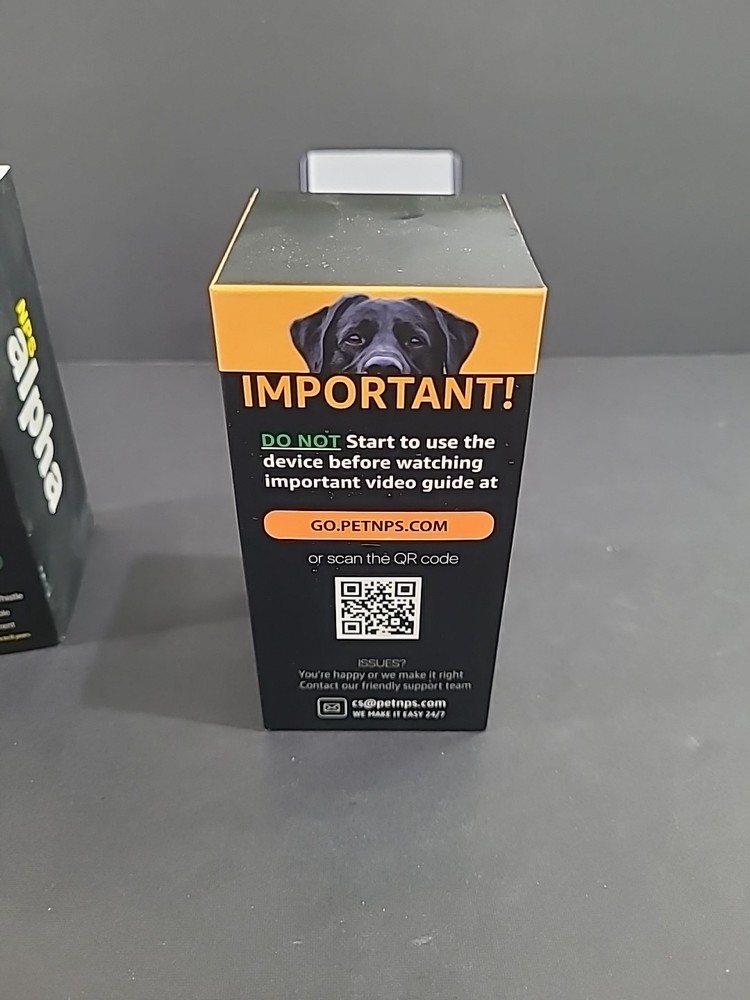 IMPORTANT!
DO NOT Start to use the
device before watching
important video guide at
GO.PETNPS.COM
or scan the QR code
ISSUES?
You're happy or we make it right
Contact our friendly support team
cs@petnps.com
WE MAKE IT EASY 24/7
NPS
alpha